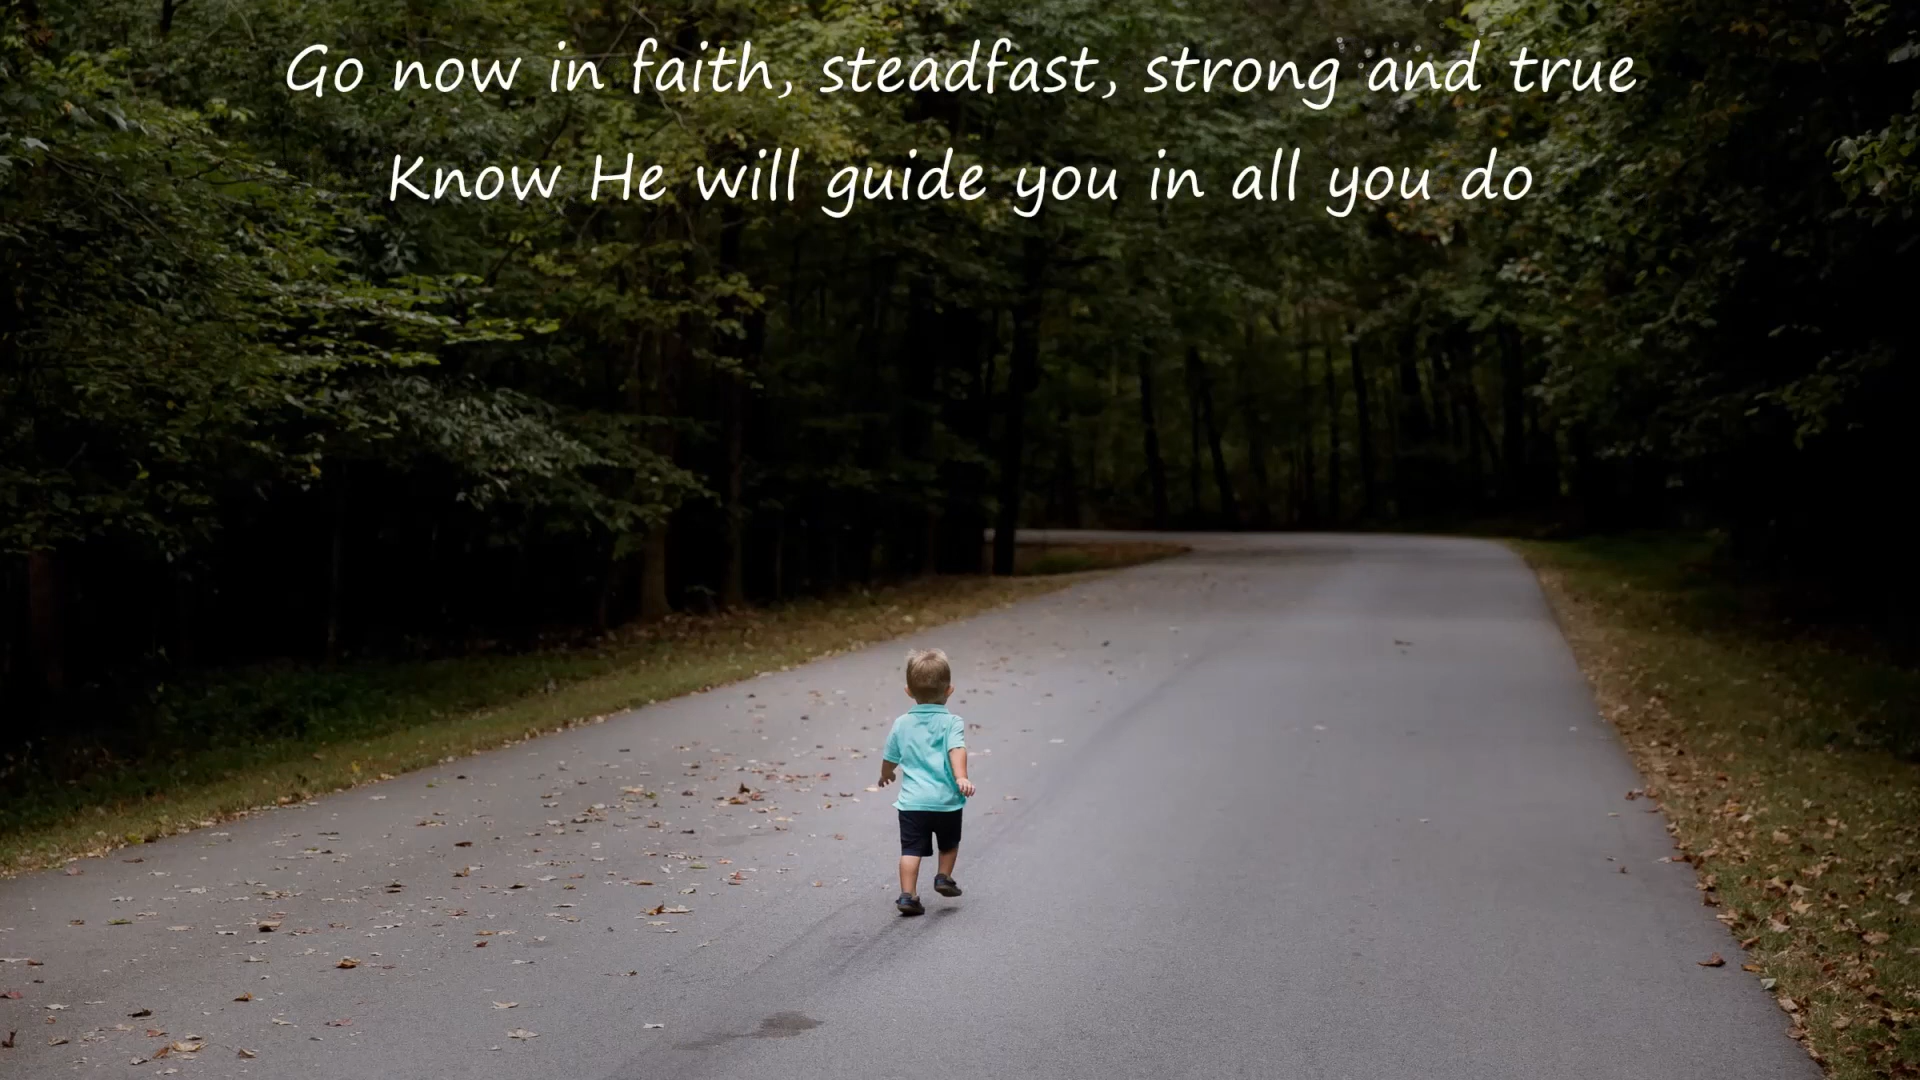 Go now in faith, steadfast, strong and true
Know He will guide you in all you do